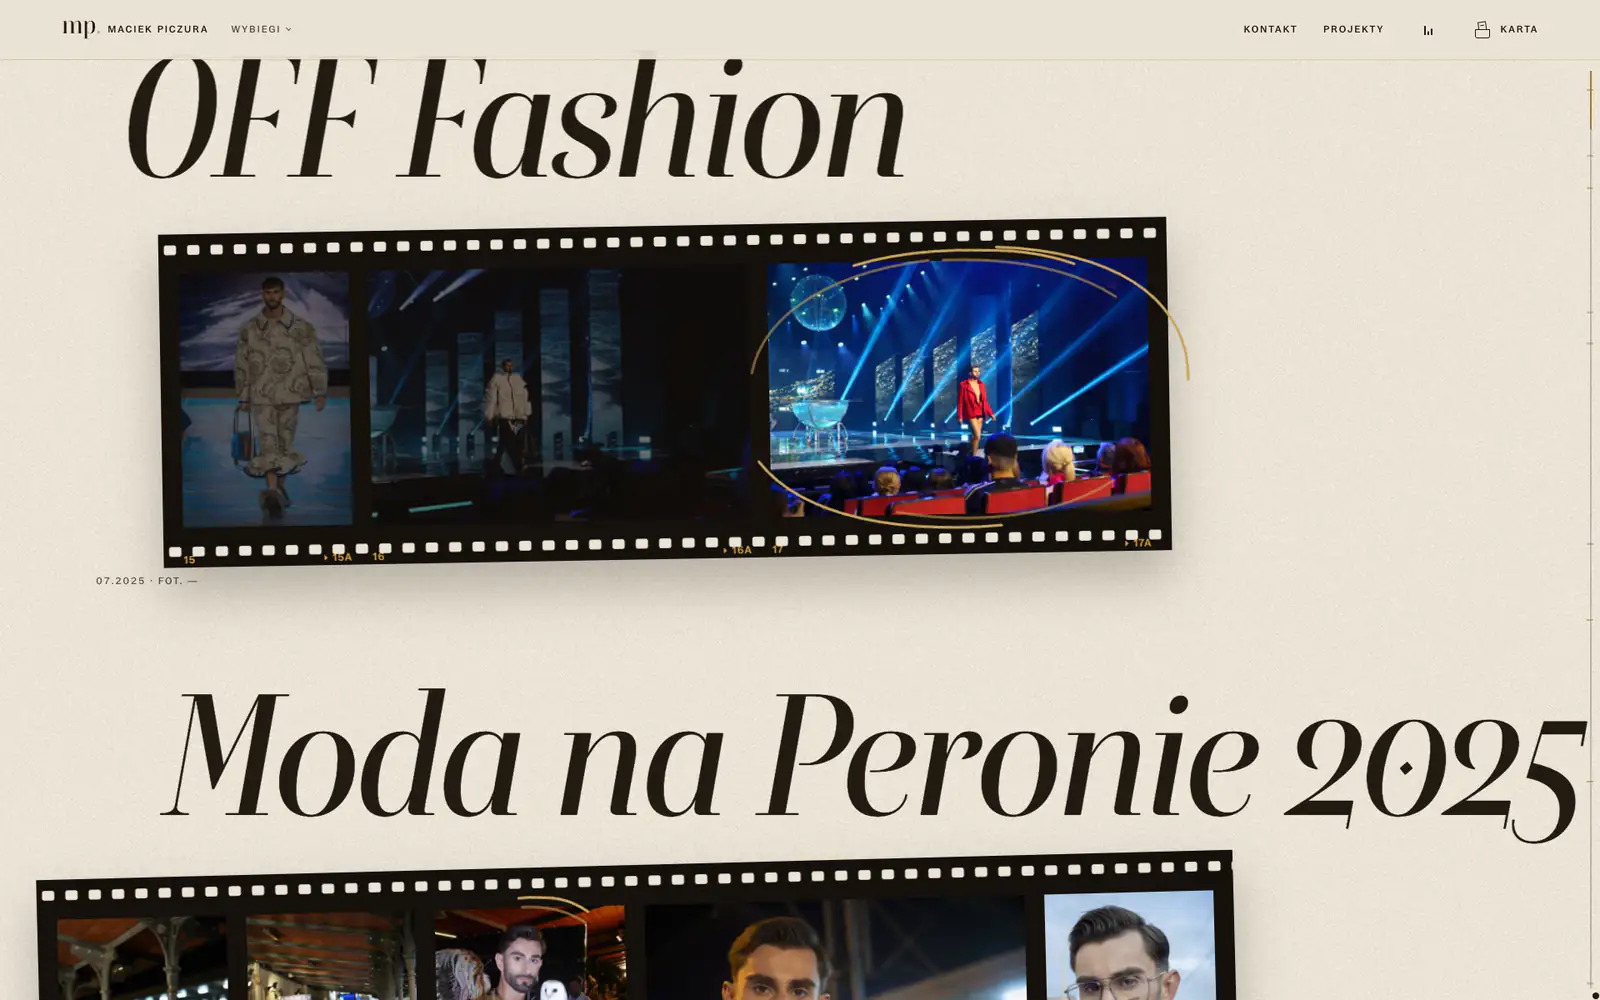 mp. MACIEK PICZURA WYBIEGI KONTAKT PROJEKTY KARTA
OFF Fashion
15 15A 16 16A 17 17A
07.2025 · FOT. —
Moda na Peronie 2025